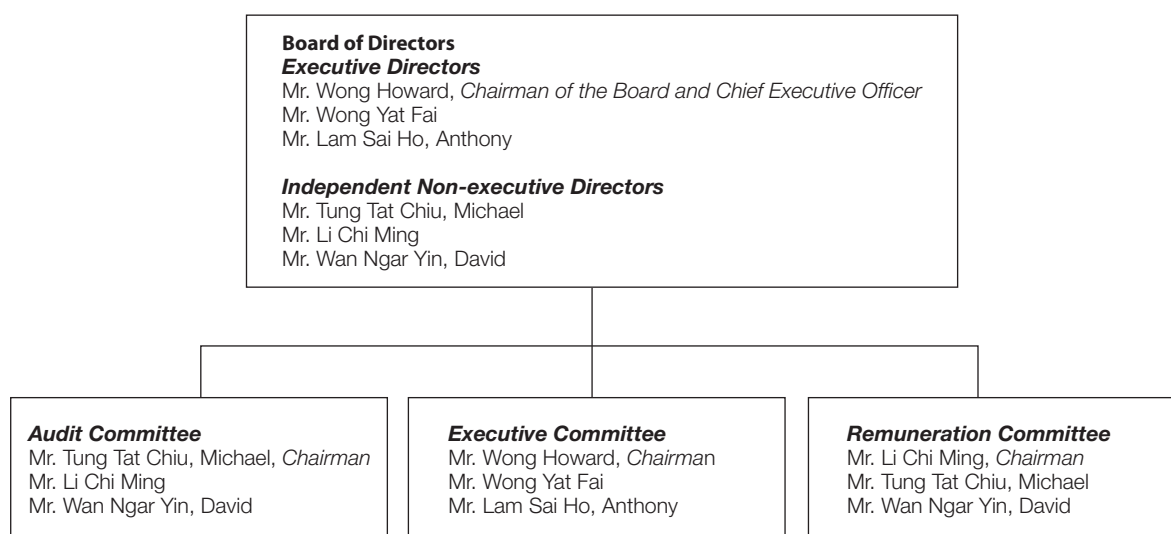 Board of Directors
Executive Directors
Mr. Wong Howard, Chairman of the Board and Chief Executive Officer
Mr. Wong Yat Fai
Mr. Lam Sai Ho, Anthony
Independent Non-executive Directors
Mr. Tung Tat Chiu, Michael
Mr. Li Chi Ming
Mr. Wan Ngar Yin, David
Audit Committee
Mr. Tung Tat Chiu, Michael, Chairman
Mr. Li Chi Ming
Mr. Wan Ngar Yin, David
Executive Committee
Mr. Wong Howard, Chairman
Mr. Wong Yat Fai
Mr. Lam Sai Ho, Anthony
Remuneration Committee
Mr. Li Chi Ming, Chairman
Mr. Tung Tat Chiu, Michael
Mr. Wan Ngar Yin, David